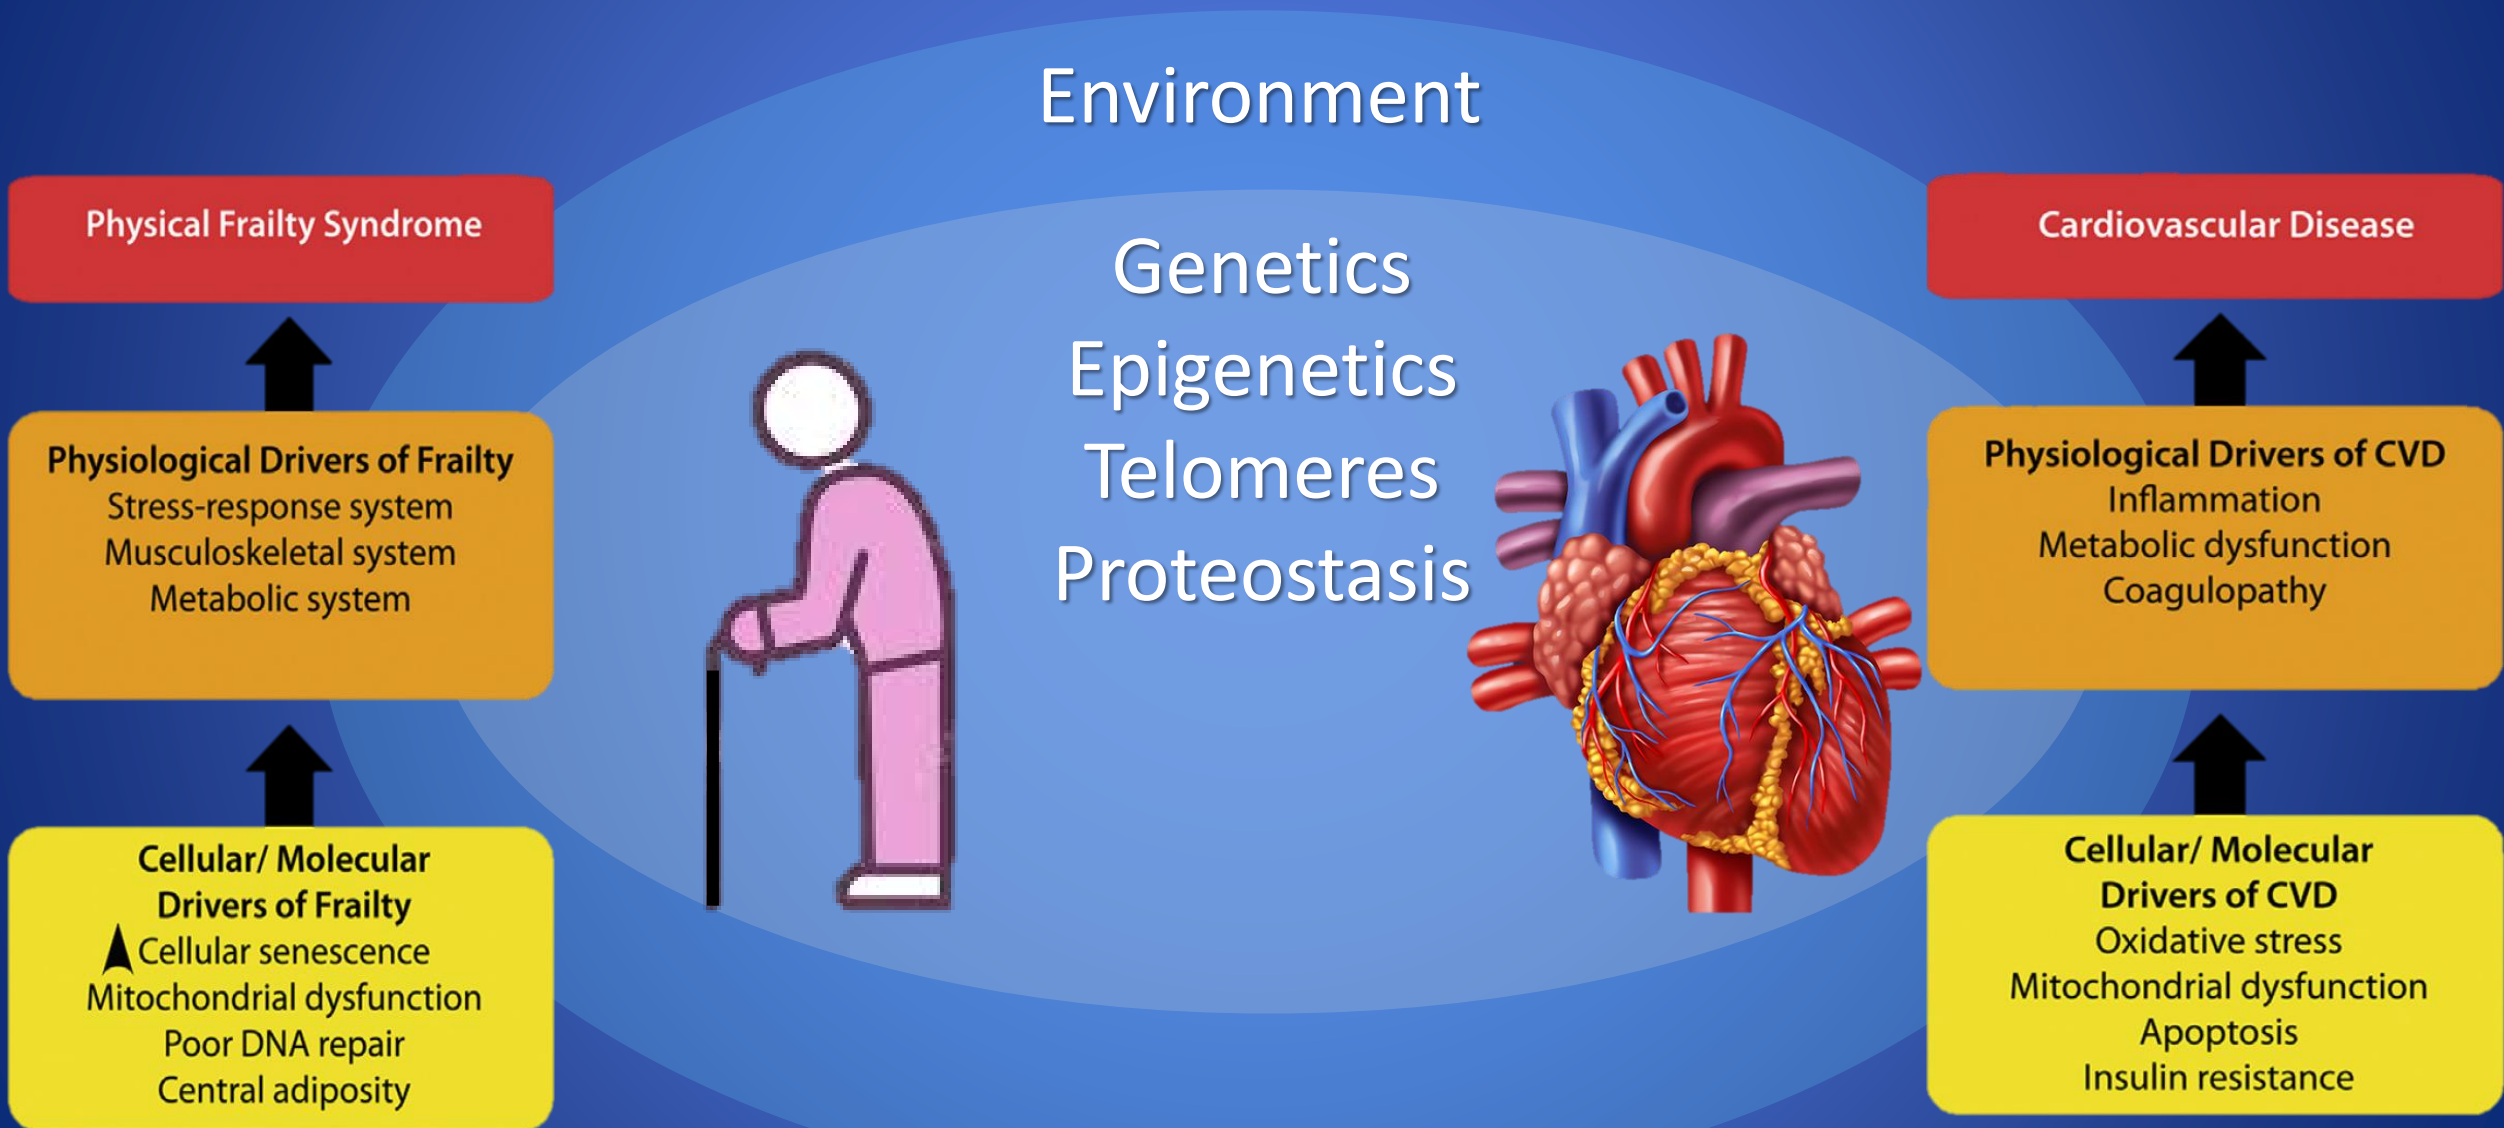 Environment
Genetics
Epigenetics
Telomeres
Proteostasis
Physical Frailty Syndrome
Physiological Drivers of Frailty
Stress-response system
Musculoskeletal system
Metabolic system
Cellular/ Molecular
Drivers of Frailty
Cellular senescence
Mitochondrial dysfunction
Poor DNA repair
Central adiposity
Cardiovascular Disease
Physiological Drivers of CVD
Inflammation
Metabolic dysfunction
Coagulopathy
Cellular/ Molecular
Drivers of CVD
Oxidative stress
Mitochondrial dysfunction
Apoptosis
Insulin resistance